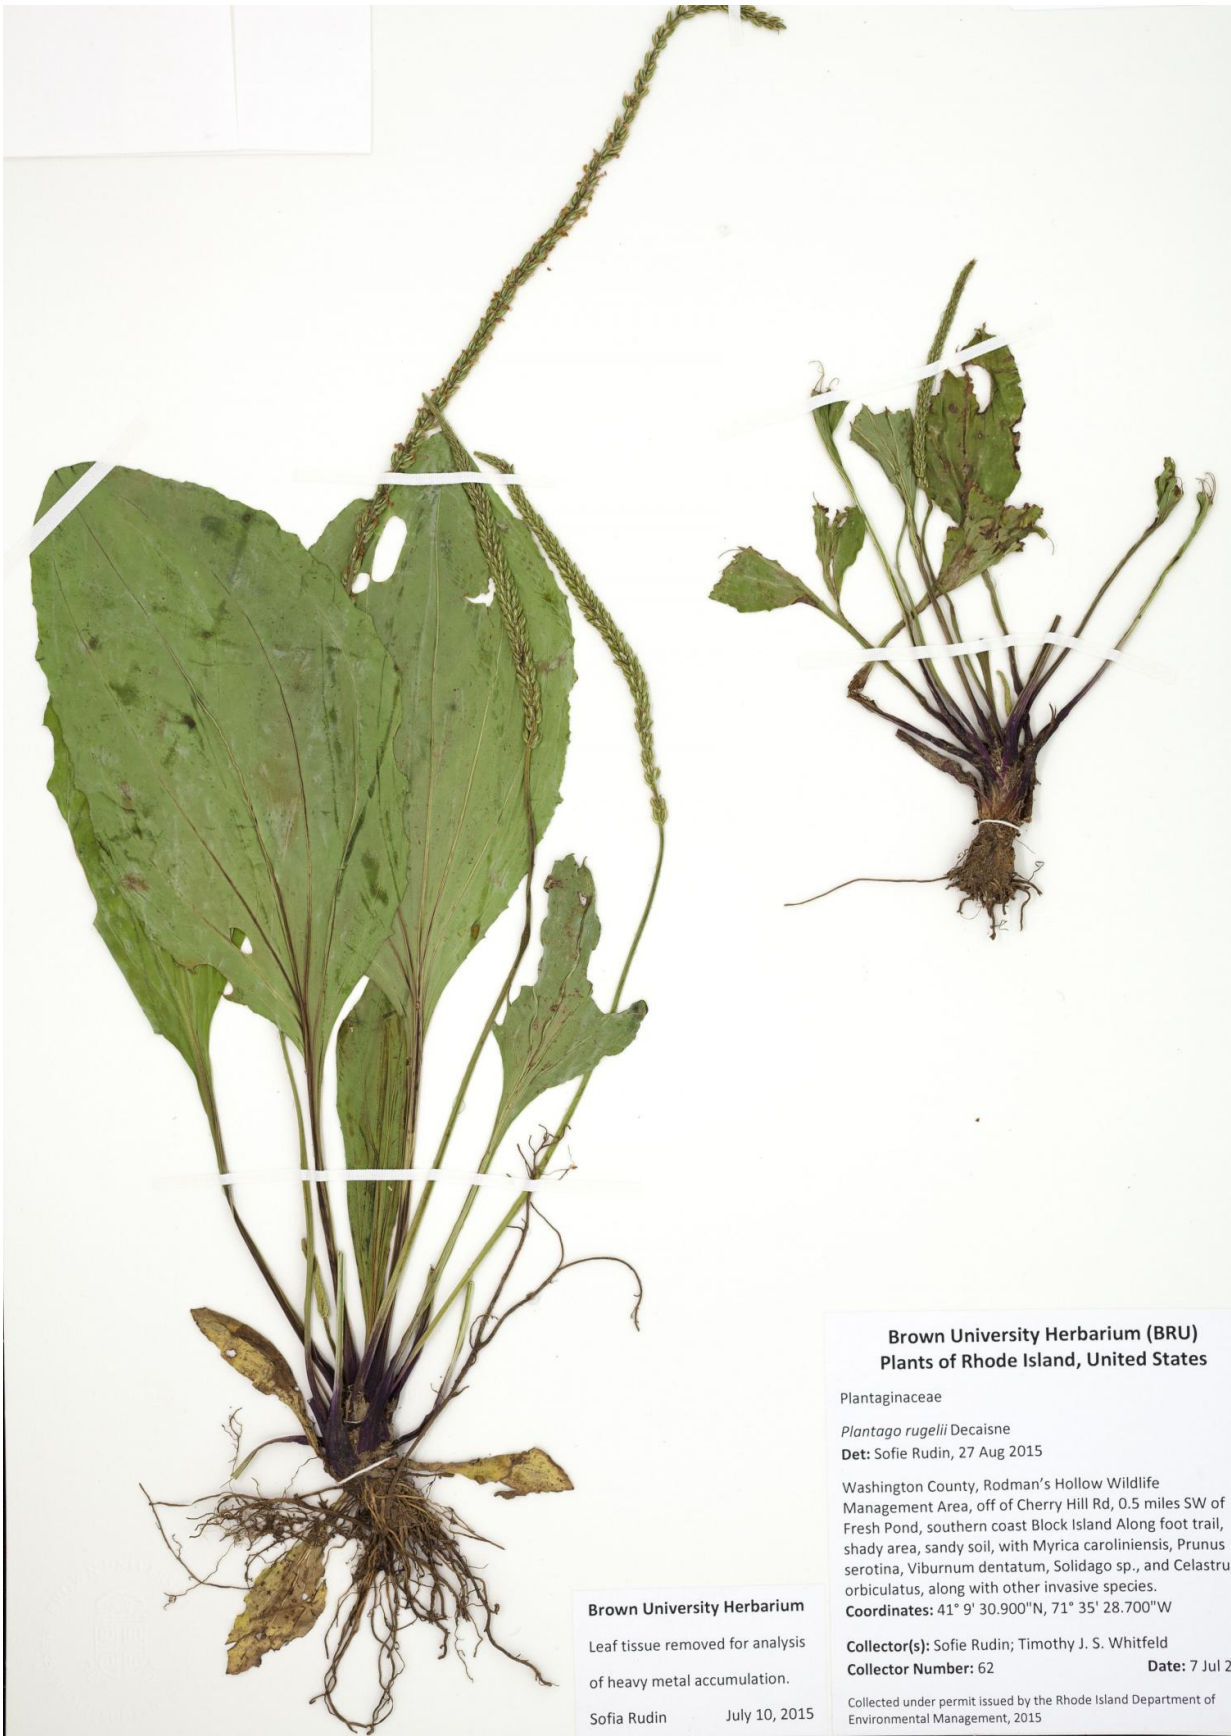 Brown University Herbarium (BRU)
Plants of Rhode Island, United States
Plantaginaceae
Plantago rugelii Decaisne
Det: Sofie Rudin, 27 Aug 2015
Washington County, Rodman's Hollow Wildlife
Management Area, off of Cherry Hill Rd, 0.5 miles SW of
Fresh Pond, southern coast Block Island Along foot trail,
shady area, sandy soil, with Myrica caroliniensis, Prunus
serotina, Viburnum dentatum, Solidago sp., and Celastru
orbiculatus, along with other invasive species.
Coordinates: 41° 9' 30.900"N, 71° 35' 28.700"W
Collector(s): Sofie Rudin; Timothy J. S. Whitfeld
Collector Number: 62 Date: 7 Jul 2
Collected under permit issued by the Rhode Island Department of
Environmental Management, 2015
Brown University Herbarium
Leaf tissue removed for analysis
of heavy metal accumulation.
Sofia Rudin July 10, 2015